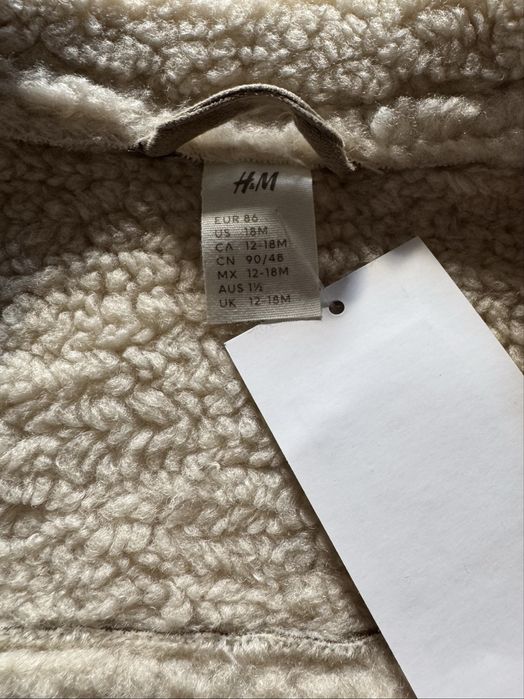 H&M
EUR 86
US 18M
CA 12-18M
CN 90/48
MX 12-18M
AUS 1½
UK 12-18M